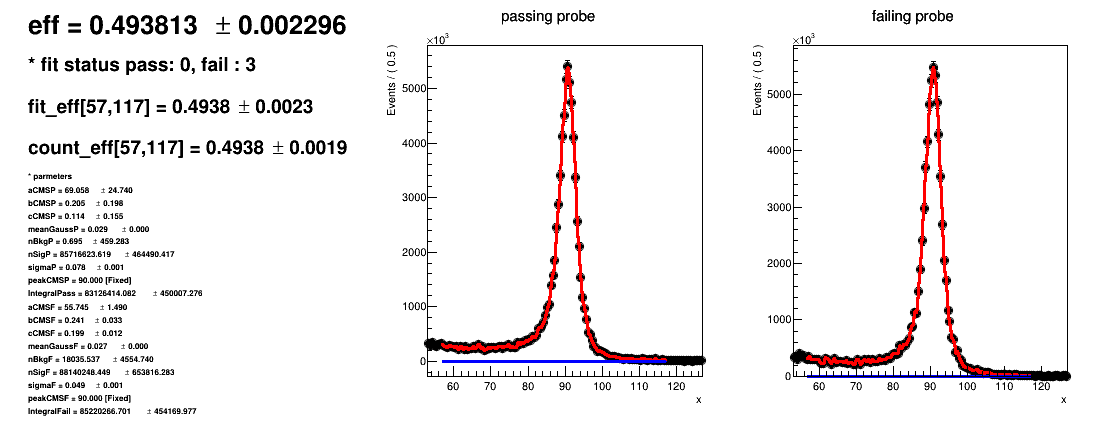 eff = 0.493813 ± 0.002296
* fit status pass: 0, fail : 3
fit_eff[57,117] = 0.4938 ± 0.0023
count_eff[57,117] = 0.4938 ± 0.0019
* parmeters
aCMSP = 69.058 ± 24.740
bCMSP = 0.205 ± 0.198
cCMSP = 0.114 ± 0.155
meanGaussP = 0.029 ± 0.000
nBkgP = 0.695 ± 459.283
nSigP = 85716623.619 ± 464490.417
sigmaP = 0.078 ± 0.001
peakCMSP = 90.000 [Fixed]
IntegralPass = 83126414.082 ± 450007.276
aCMSF = 55.745 ± 1.490
bCMSF = 0.241 ± 0.033
cCMSF = 0.199 ± 0.012
meanGaussF = 0.027 ± 0.000
nBkgF = 18035.537 ± 4554.740
nSigF = 88140248.449 ± 653816.283
sigmaF = 0.049 ± 0.001
peakCMSF = 90.000 [Fixed]
IntegralFail = 85220266.701 ± 454169.977
passing probe
×10³
Events / ( 0.5 )
5000
4000
3000
2000
1000
0
60 70 80 90 100 110 120
x
failing probe
×10³
Events / ( 0.5 )
5000
4000
3000
2000
1000
0
60 70 80 90 100 110 120
x